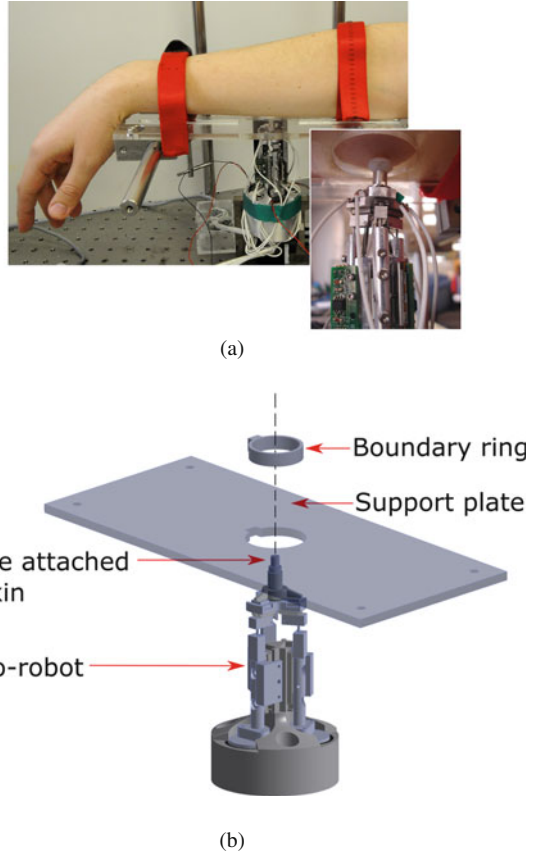 (a)
Boundary ring
Support plate
e attached
kin
o-robot
(b)